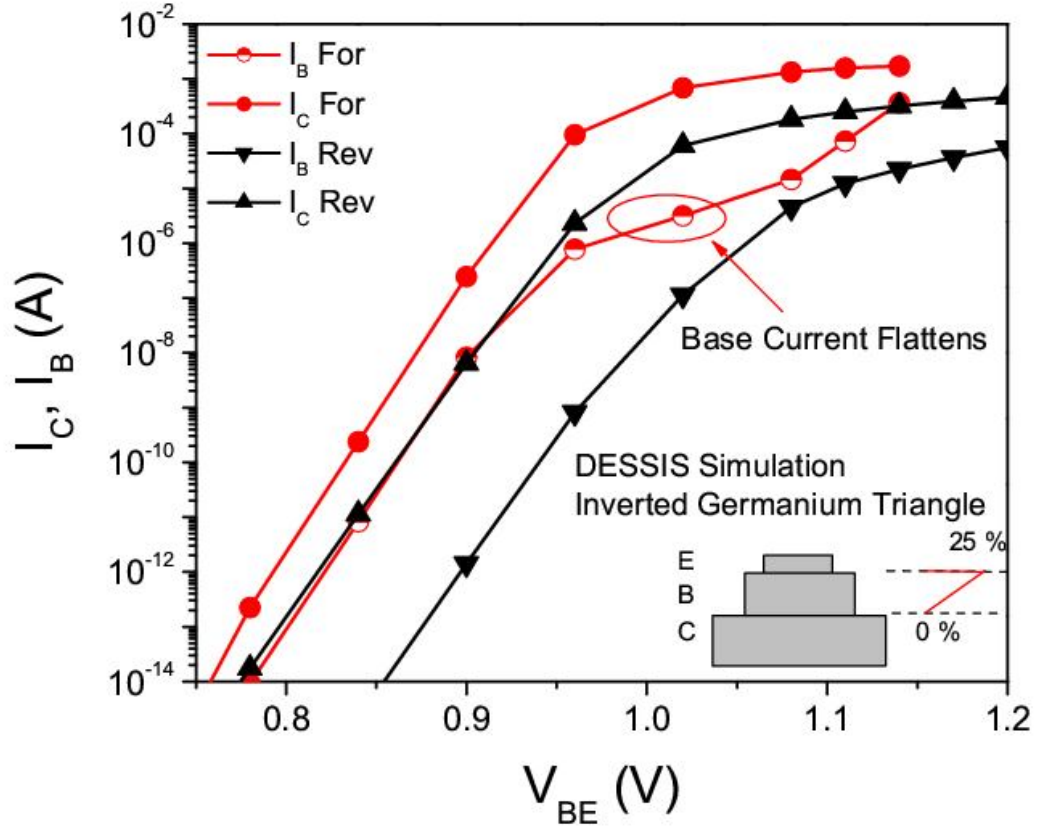 10⁻²
10⁻⁴
10⁻⁶
10⁻⁸
10⁻¹⁰
10⁻¹²
10⁻¹⁴
I_C, I_B (A)
I_B For
I_C For
I_B Rev
I_C Rev
Base Current Flattens
DESSIS Simulation
Inverted Germanium Triangle
25 %
E
B
C
0 %
0.8 0.9 1.0 1.1 1.2
V_BE (V)